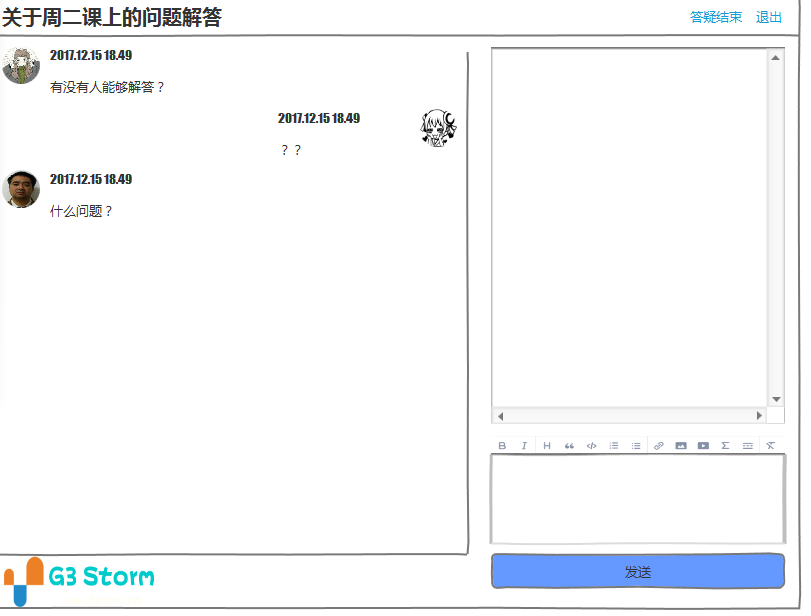 关于周二课上的问题解答
答疑结束 退出
2017.12.15 18.49
有没有人能够解答？
2017.12.15 18.49
？？
2017.12.15 18.49
什么问题？
B I H “ </> Σ
发送
G3 Storm